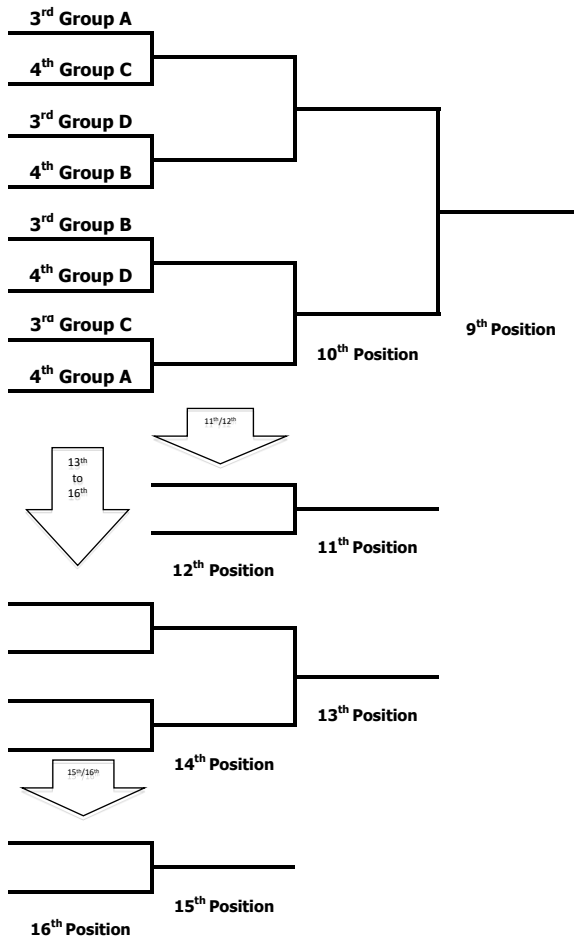 3rd Group A
4th Group C
3rd Group D
4th Group B
3rd Group B
4th Group D
3rd Group C
4th Group A
9th Position
10th Position
11th/12th
13th
to
16th
12th Position
11th Position
13th Position
14th Position
15th/16th
15th Position
16th Position